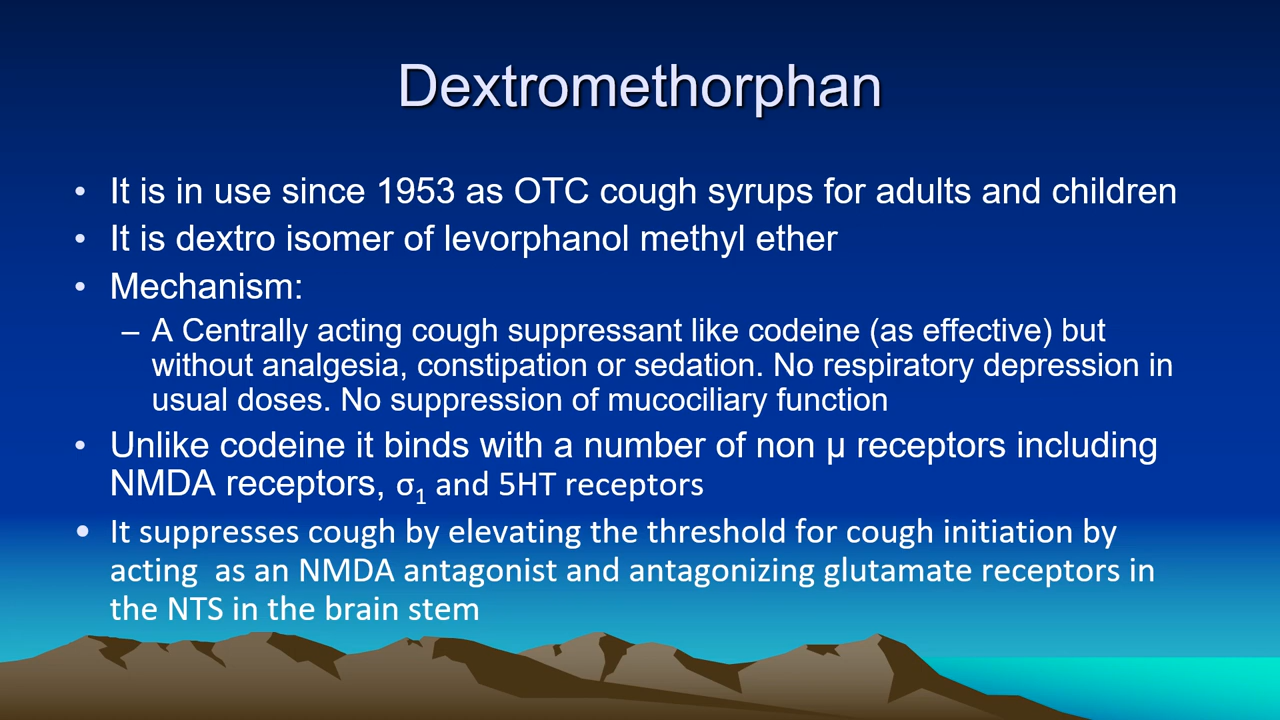 Dextromethorphan
• It is in use since 1953 as OTC cough syrups for adults and children
• It is dextro isomer of levorphanol methyl ether
• Mechanism:
– A Centrally acting cough suppressant like codeine (as effective) but
without analgesia, constipation or sedation. No respiratory depression in
usual doses. No suppression of mucociliary function
• Unlike codeine it binds with a number of non μ receptors including
NMDA receptors, σ₁ and 5HT receptors
• It suppresses cough by elevating the threshold for cough initiation by
acting  as an NMDA antagonist and antagonizing glutamate receptors in
the NTS in the brain stem